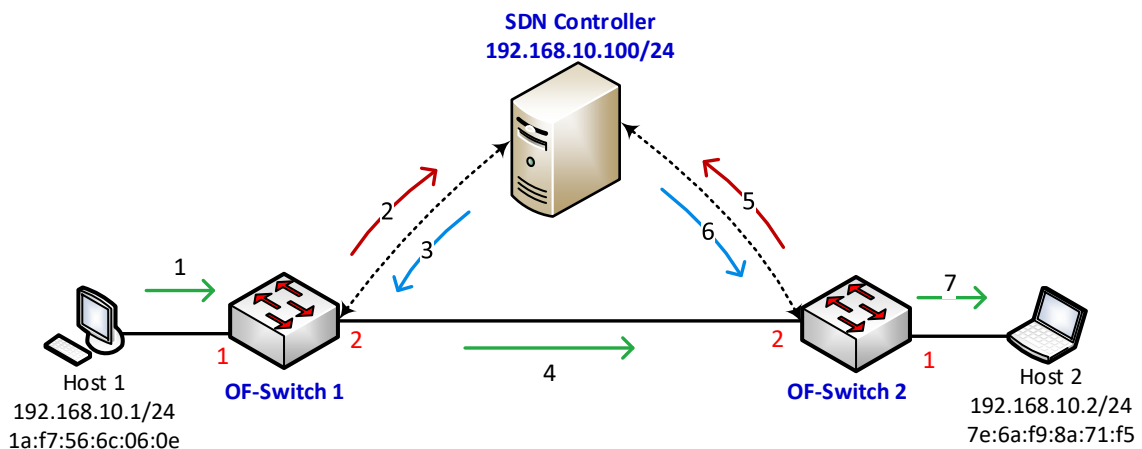 SDN Controller
192.168.10.100/24
2
3
5
6
1
7
1
2
4
2
1
OF-Switch 1
OF-Switch 2
Host 1
192.168.10.1/24
1a:f7:56:6c:06:0e
Host 2
192.168.10.2/24
7e:6a:f9:8a:71:f5